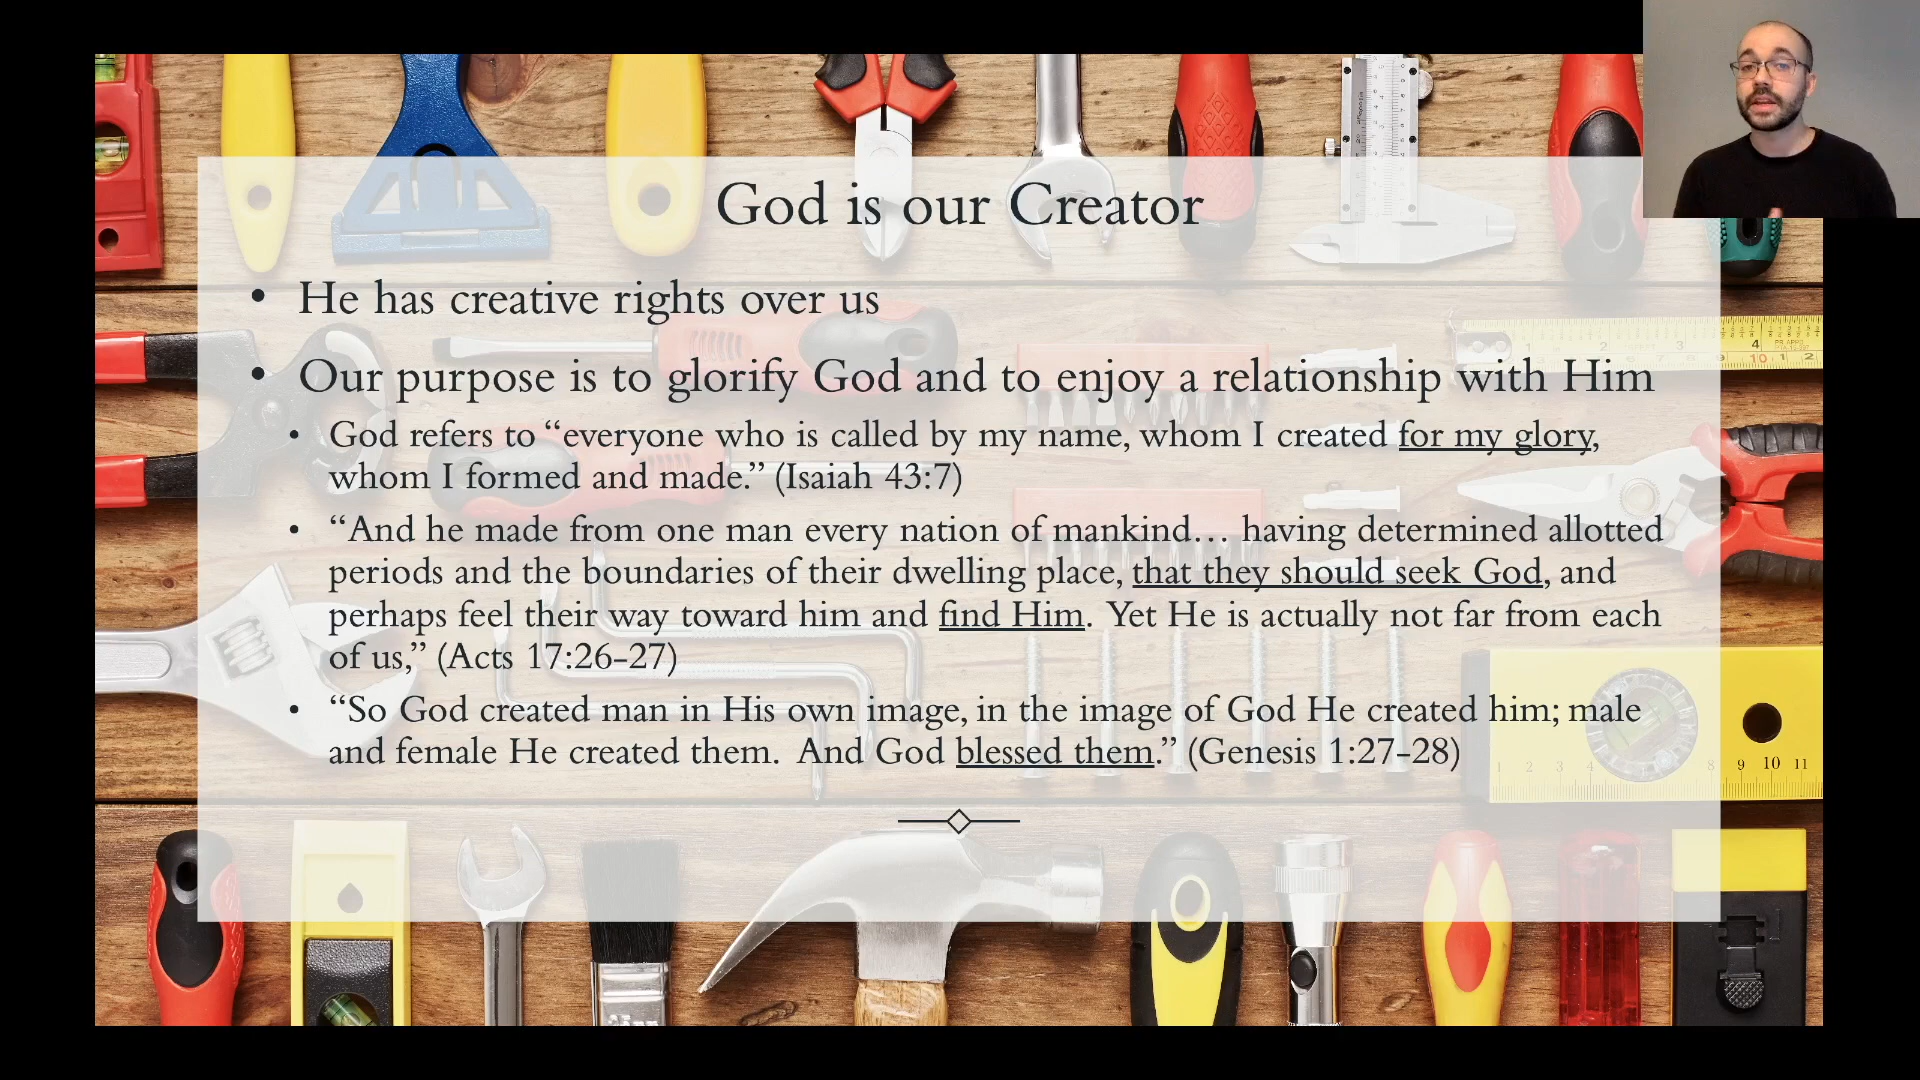 God is our Creator
• He has creative rights over us
• Our purpose is to glorify God and to enjoy a relationship with Him
• God refers to “everyone who is called by my name, whom I created for my glory,
whom I formed and made.” (Isaiah 43:7)
• “And he made from one man every nation of mankind… having determined allotted
periods and the boundaries of their dwelling place, that they should seek God, and
perhaps feel their way toward him and find Him. Yet He is actually not far from each
of us,” (Acts 17:26-27)
• “So God created man in His own image, in the image of God He created him; male
and female He created them. And God blessed them.” (Genesis 1:27-28)